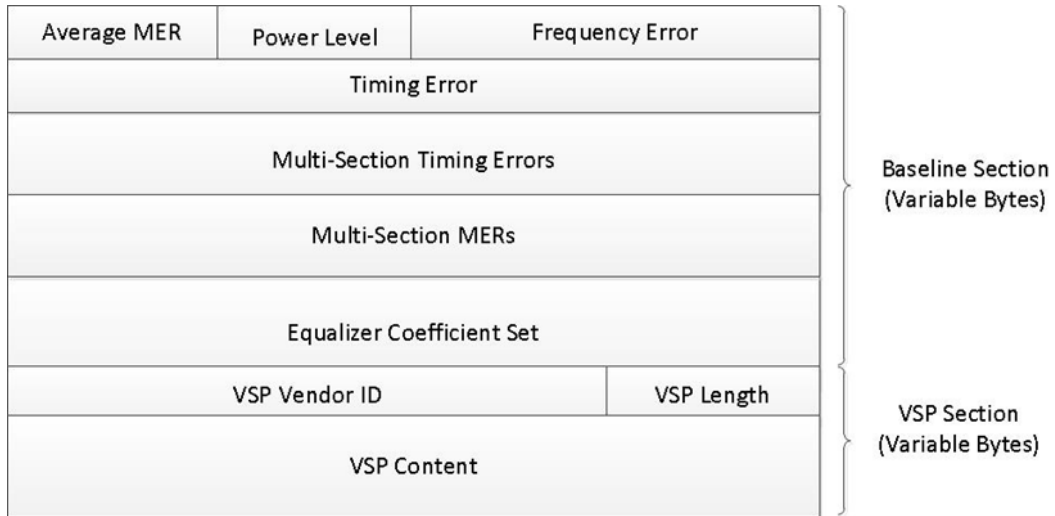 Average MER
Power Level
Frequency Error
Timing Error
Multi-Section Timing Errors
Multi-Section MERs
Equalizer Coefficient Set
Baseline Section
(Variable Bytes)
VSP Vendor ID
VSP Length
VSP Content
VSP Section
(Variable Bytes)